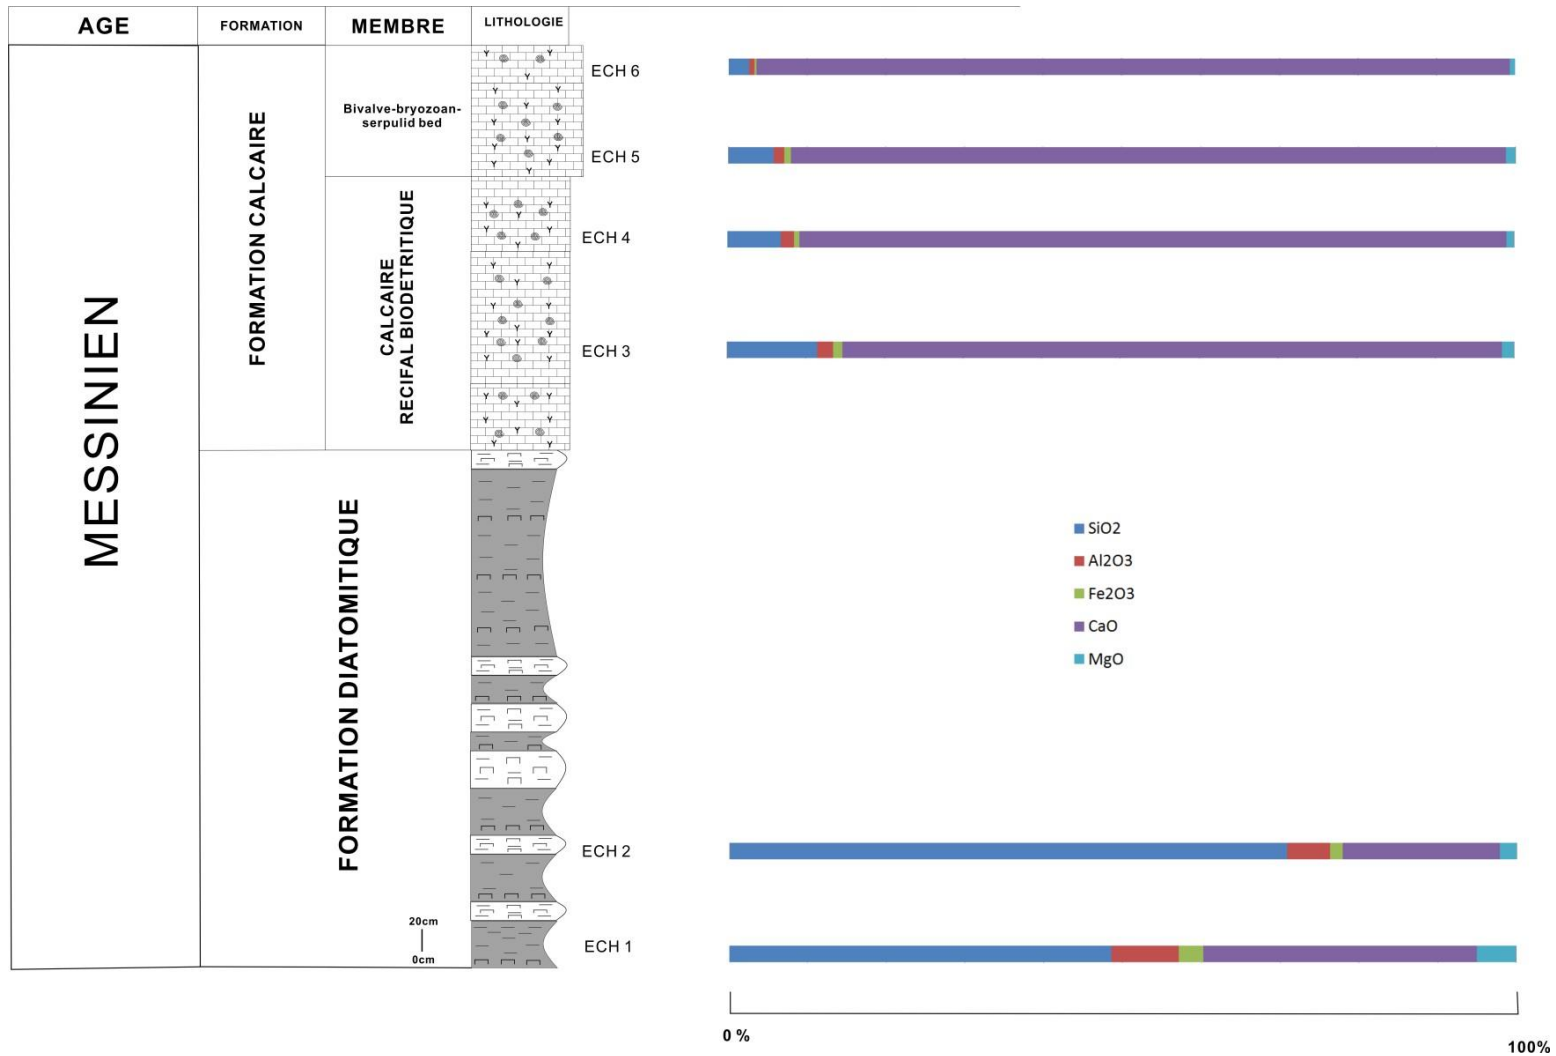 AGE
FORMATION
MEMBRE
LITHOLOGIE
MESSINIEN
FORMATION CALCAIRE
Bivalve-bryozoan-
serpulid bed
CALCAIRE
RECIFAL BIODETRITIQUE
FORMATION DIATOMITIQUE
20cm
0cm
ECH 6
ECH 5
ECH 4
ECH 3
ECH 2
ECH 1
SiO2
Al2O3
Fe2O3
CaO
MgO
0 %
100%